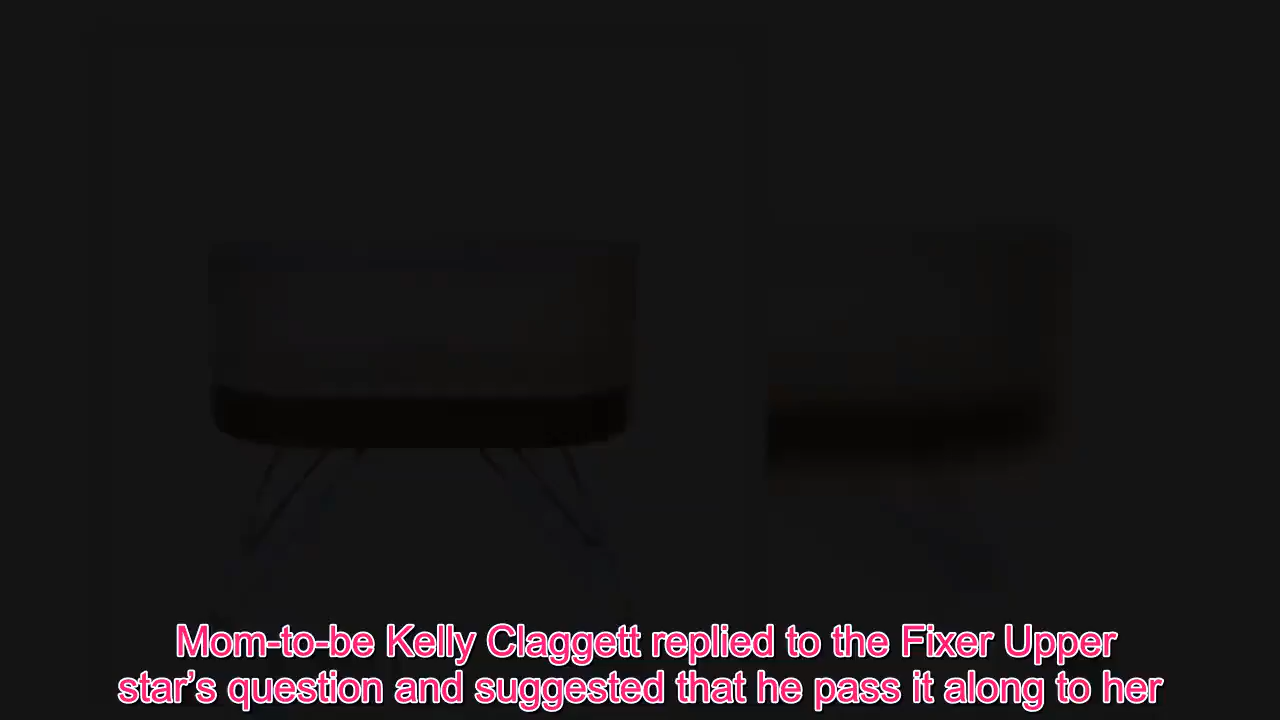 Mom-to-be Kelly Claggett replied to the Fixer Upper
star’s question and suggested that he pass it along to her